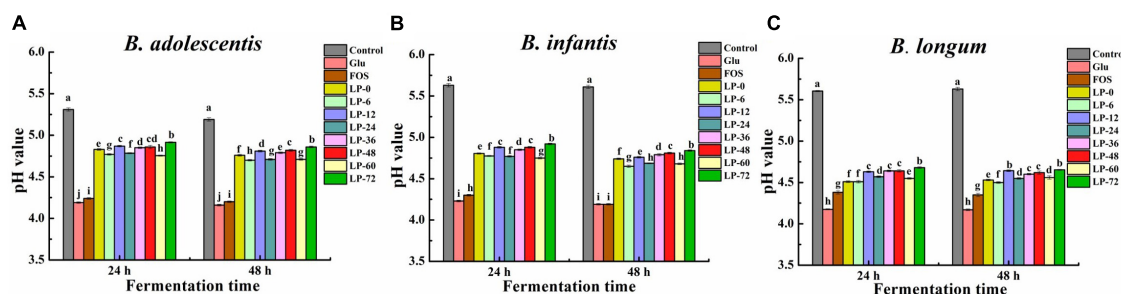 A
B. adolescentis
pH value
6.0
5.5
5.0
4.5
4.0
3.5
a
j
i
e g c f d cd h b
a
j i
f h d g e c g b
24 h
48 h
Fermentation time
Control
Glu
FOS
LP-0
LP-6
LP-12
LP-24
LP-36
LP-48
LP-60
LP-72
B
B. infantis
pH value
6.0
5.5
5.0
4.5
4.0
3.5
a
i
h
e f c f d c g b
a
i i
f g e h d c g b
24 h
48 h
Fermentation time
Control
Glu
FOS
LP-0
LP-6
LP-12
LP-24
LP-36
LP-48
LP-60
LP-72
C
B. longum
pH value
6.0
5.5
5.0
4.5
4.0
3.5
a
h
g
f f c d c c e b
a
h
g
e f b e c c d b
24 h
48 h
Fermentation time
Control
Glu
FOS
LP-0
LP-6
LP-12
LP-24
LP-36
LP-48
LP-60
LP-72